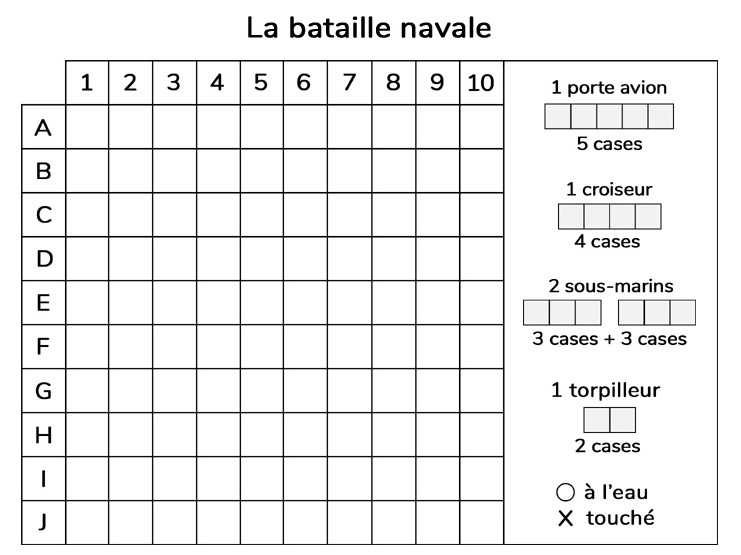 La bataille navale
1 2 3 4 5 6 7 8 9 10
A
B
C
D
E
F
G
H
I
J
1 porte avion
5 cases
1 croiseur
4 cases
2 sous-marins
3 cases + 3 cases
1 torpilleur
2 cases
à l'eau
touché